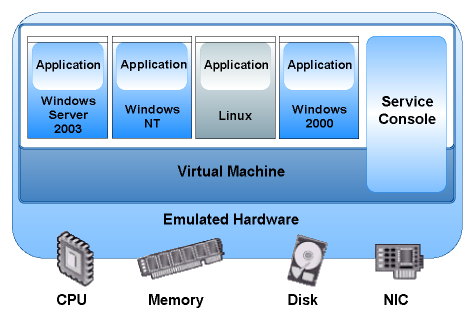 Application
Application
Application
Application
Windows
Server
2003
Windows
NT
Linux
Windows
2000
Service
Console
Virtual Machine
Emulated Hardware
CPU
Memory
Disk
NIC